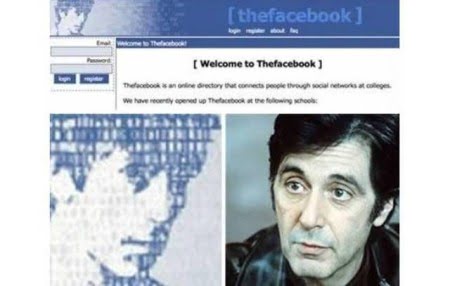 [thefacebook]
login register about faq
Email:
Password:
login register
Welcome to Thefacebook!
[ Welcome to Thefacebook ]
Thefacebook is an online directory that connects people through social networks at colleges.
We have recently opened up Thefacebook at the following schools: